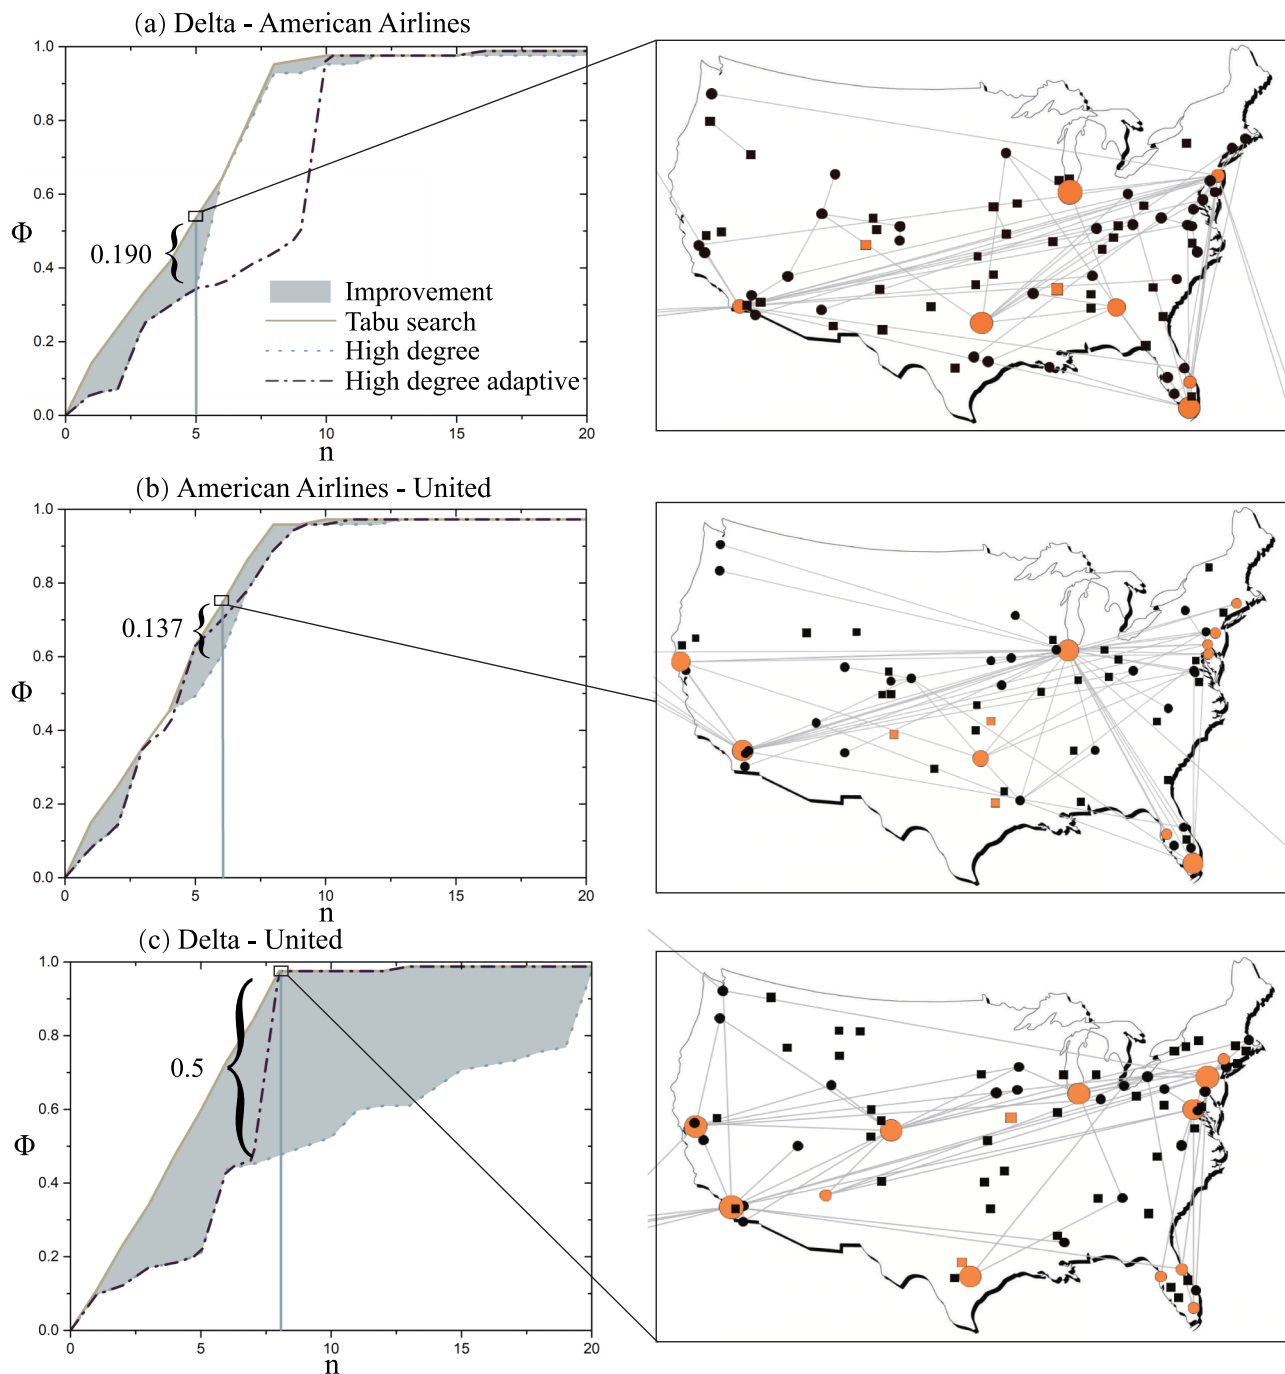 (a) Delta - American Airlines
1.0
0.8
0.6
Φ
0.190
0.4
0.2
0.0
Improvement
Tabu search
High degree
High degree adaptive
0 5 10 15 20
n
(b) American Airlines - United
1.0
0.8
0.137
0.6
Φ
0.4
0.2
0.0
0 5 10 15 20
n
(c) Delta - United
1.0
0.8
0.5
0.6
Φ
0.4
0.2
0.0
0 5 10 15 20
n